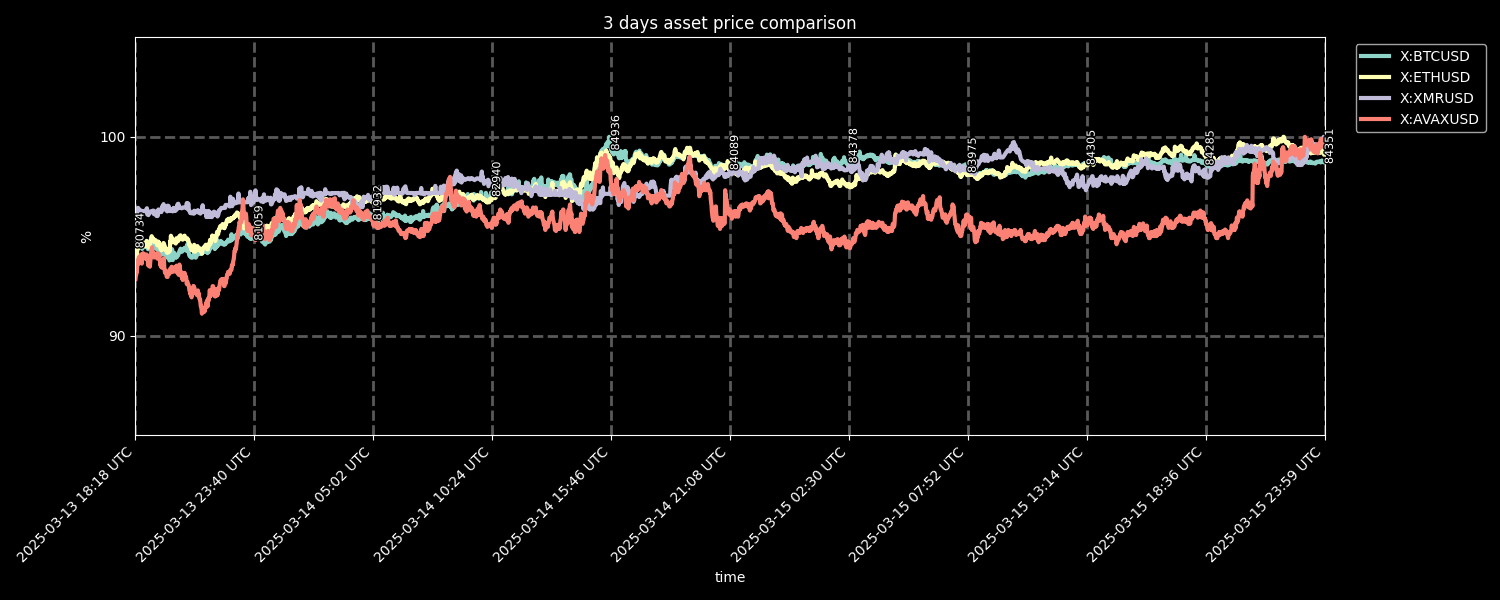 3 days asset price comparison
X:BTCUSD
X:ETHUSD
X:XMRUSD
X:AVAXUSD
100
90
%
80734
81059
81932
82940
84936
84089
84378
83975
84305
84285
84351
2025-03-13 18:18 UTC
2025-03-13 23:40 UTC
2025-03-14 05:02 UTC
2025-03-14 10:24 UTC
2025-03-14 15:46 UTC
2025-03-14 21:08 UTC
2025-03-15 02:30 UTC
2025-03-15 07:52 UTC
2025-03-15 13:14 UTC
2025-03-15 18:36 UTC
2025-03-15 23:59 UTC
time